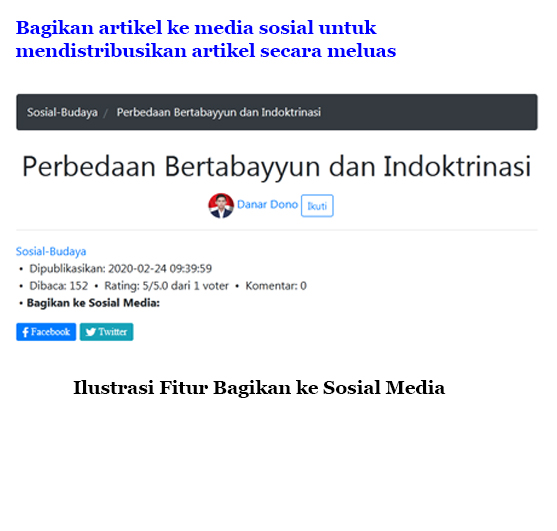 Bagikan artikel ke media sosial untuk
mendistribusikan artikel secara meluas
Sosial-Budaya / Perbedaan Bertabayyun dan Indoktrinasi
Perbedaan Bertabayyun dan Indoktrinasi
Danar Dono Ikuti
Sosial-Budaya
• Dipublikasikan: 2020-02-24 09:39:59
• Dibaca: 152 • Rating: 5/5.0 dari 1 voter • Komentar: 0
• Bagikan ke Sosial Media:
Facebook Twitter
Ilustrasi Fitur Bagikan ke Sosial Media